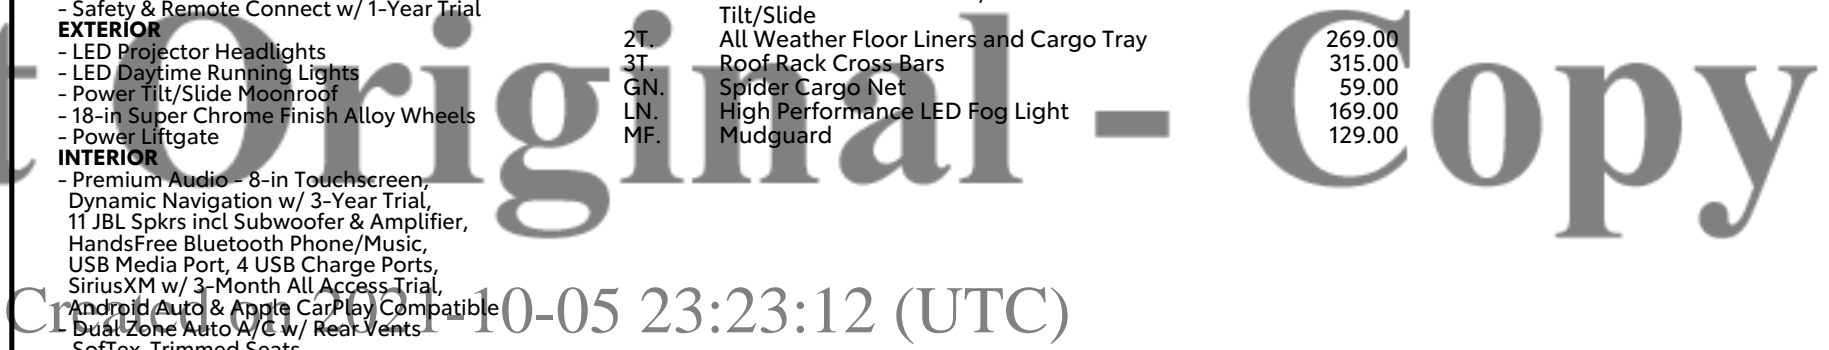 - Safety & Remote Connect w/ 1-Year Trial
EXTERIOR
- LED Projector Headlights
- LED Daytime Running Lights
- Power Tilt/Slide Moonroof
- 18-in Super Chrome Finish Alloy Wheels
- Power Liftgate
INTERIOR
- Premium Audio - 8-in Touchscreen,
Dynamic Navigation w/ 3-Year Trial,
11 JBL Spkrs incl Subwoofer & Amplifier,
HandsFree Bluetooth Phone/Music,
USB Media Port, 4 USB Charge Ports,
SiriusXM w/ 3-Month All Access Trial,
Android Auto & Apple CarPlay Compatible
- Dual Zone Auto A/C w/ Rear Vents
- SofTex-Trimmed Seats
Tilt/Slide
2T. All Weather Floor Liners and Cargo Tray 269.00
3T. Roof Rack Cross Bars 315.00
GN. Spider Cargo Net 59.00
LN. High Performance LED Fog Light 169.00
MF. Mudguard 129.00
t Original - Copy
Created on 2021-10-05 23:23:12 (UTC)